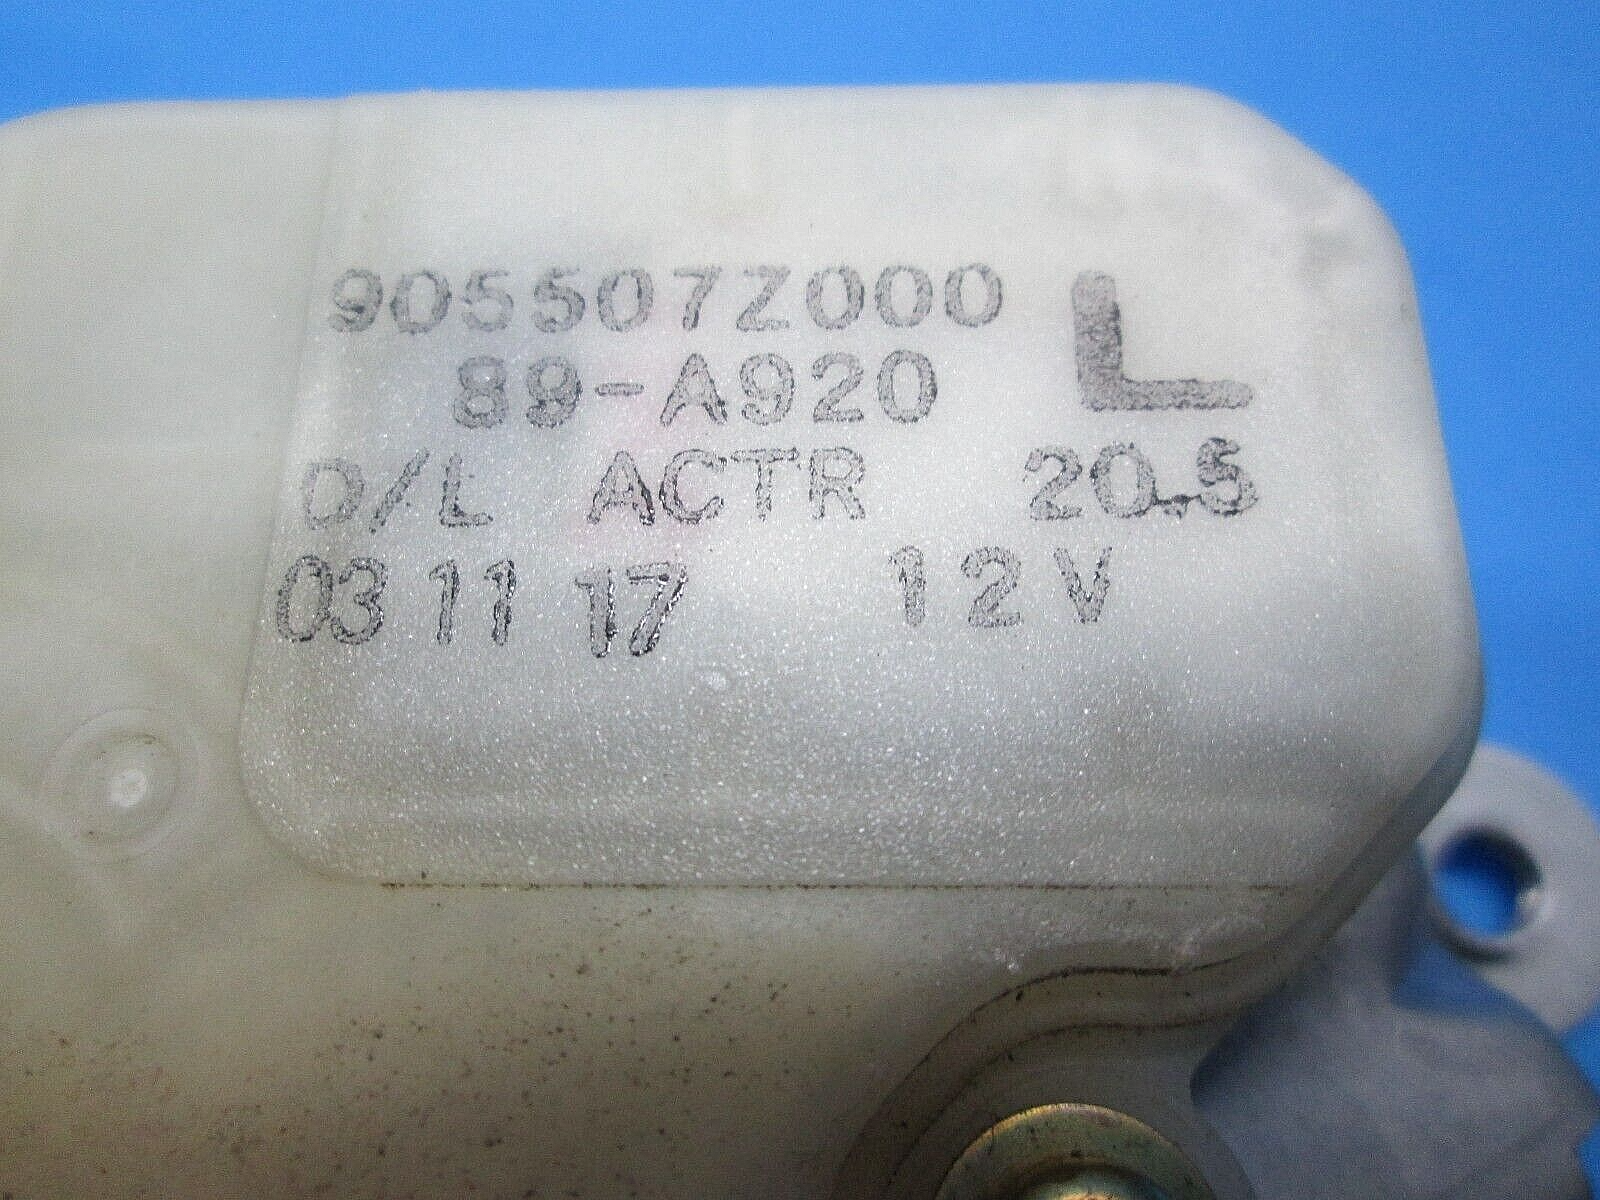 905507Z000 L
89-A920
D/L ACTR 20.5
03 11 17 12V